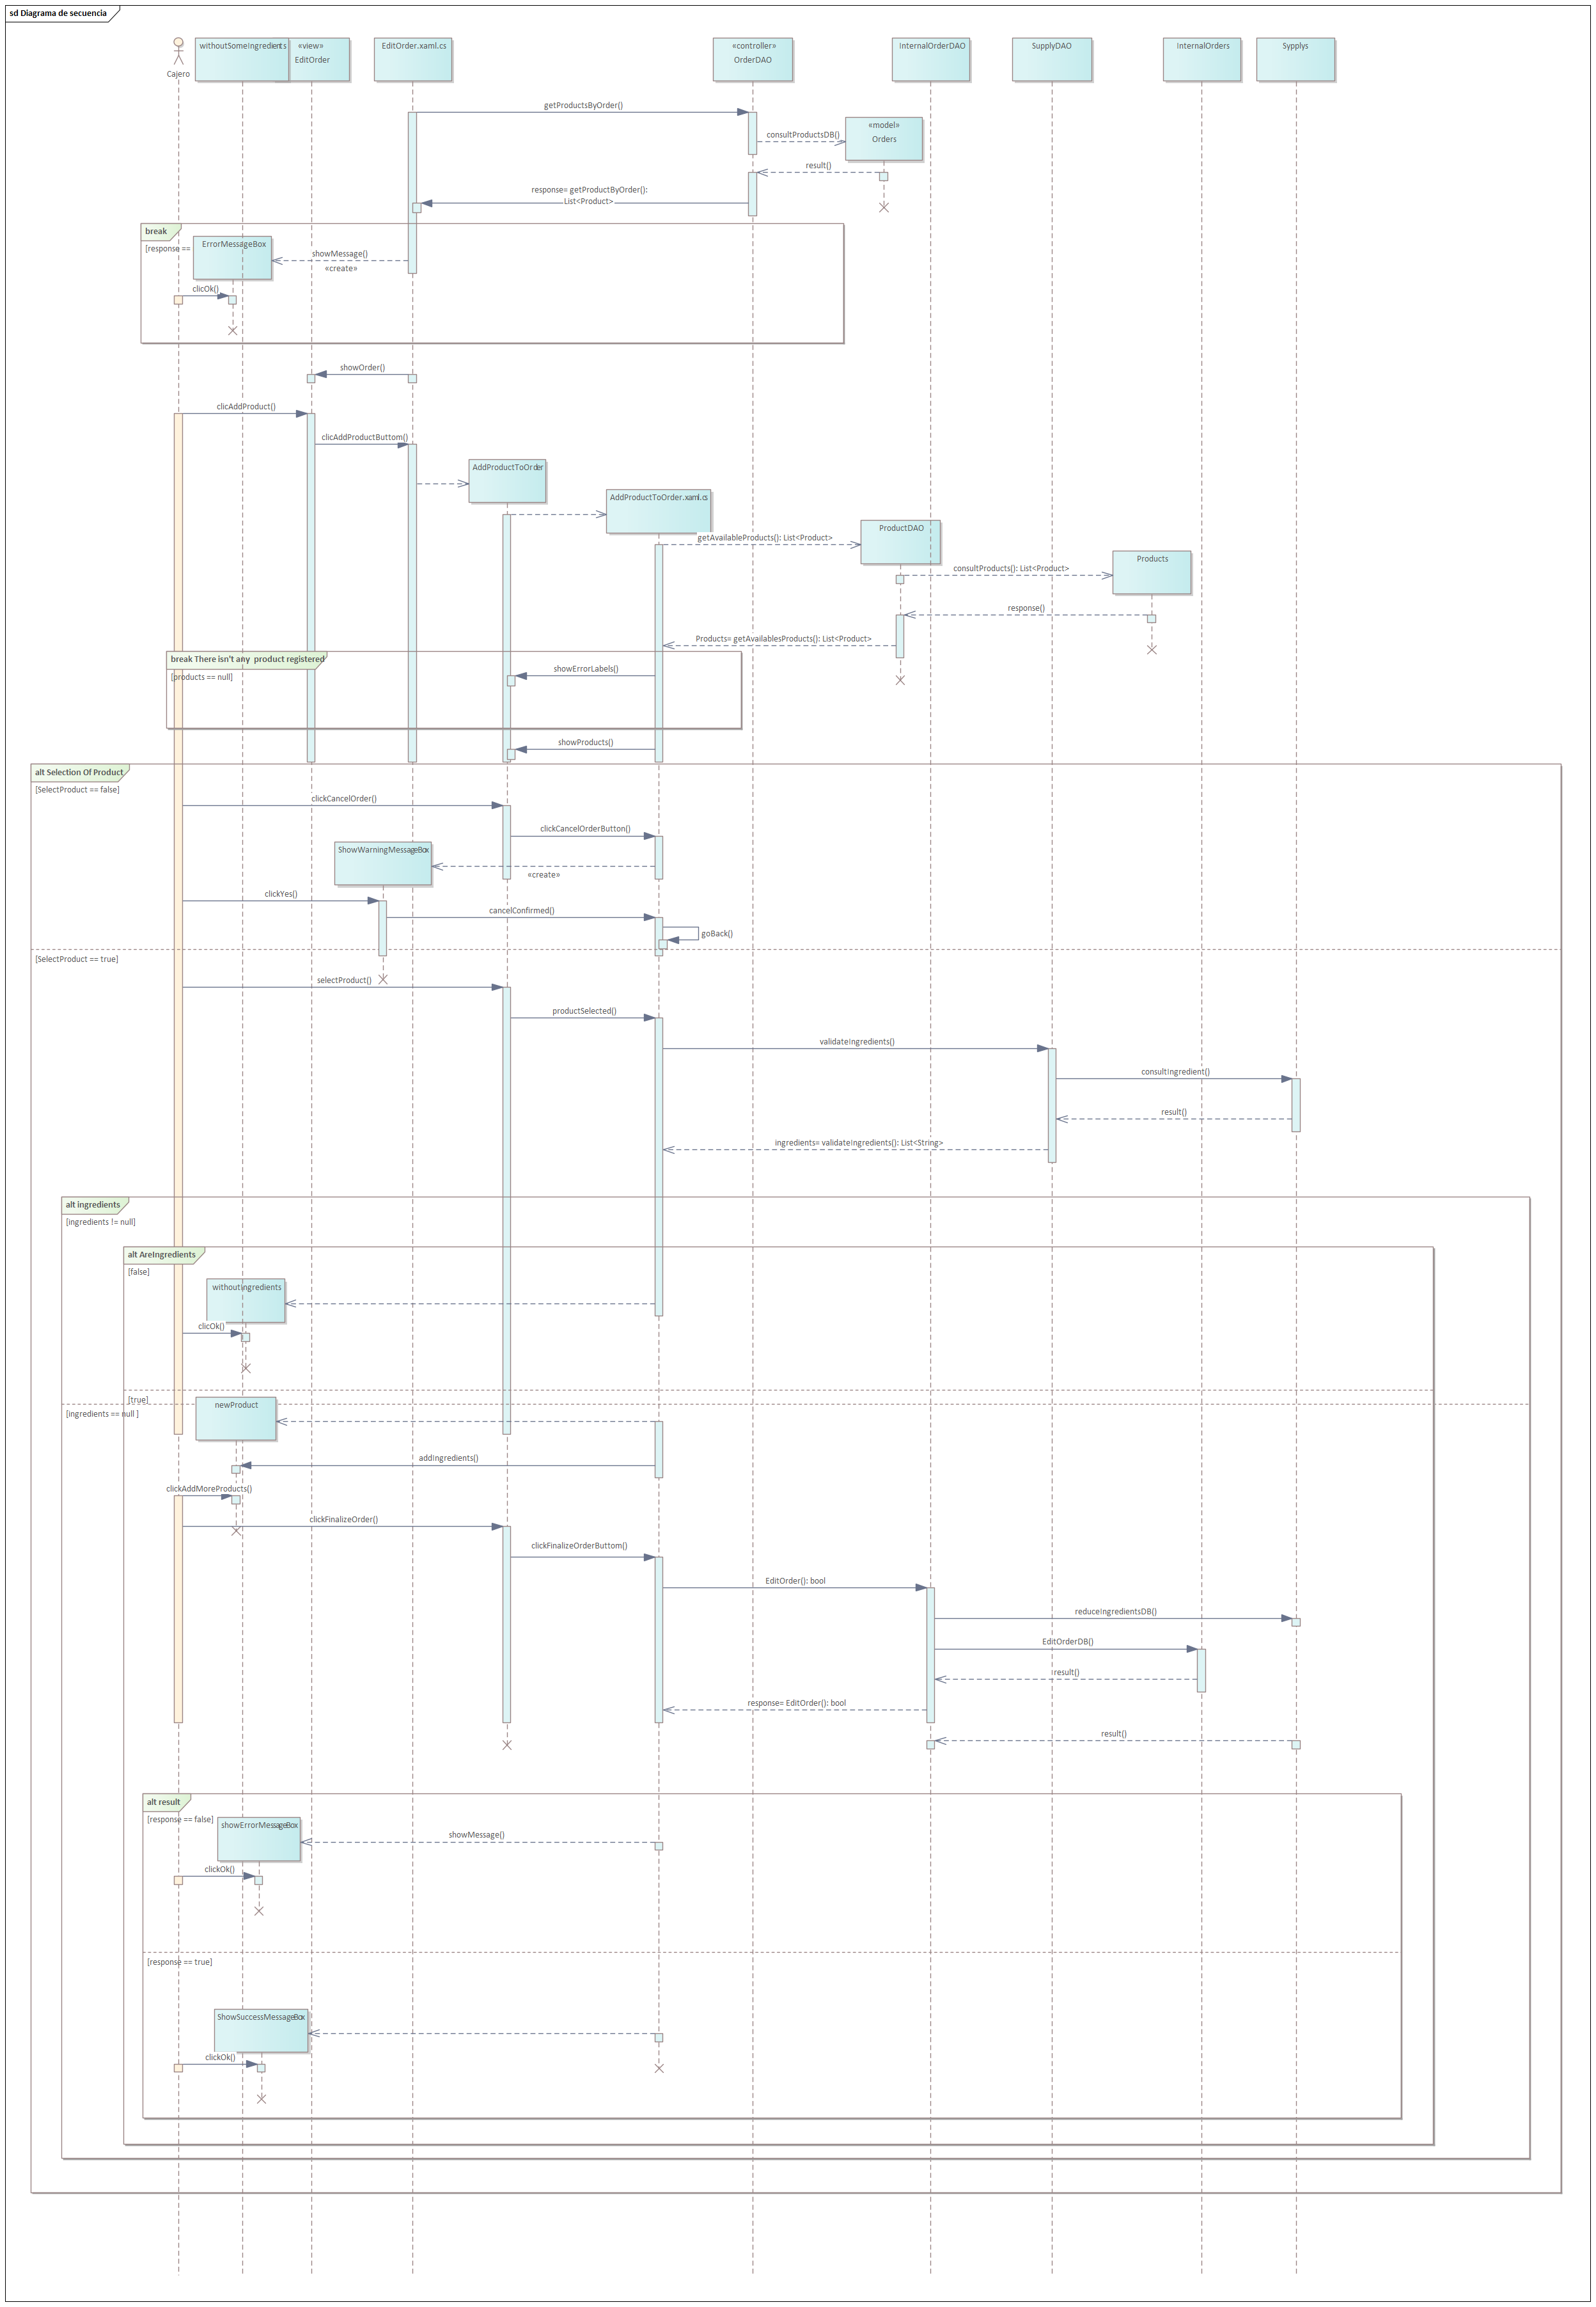 sd Diagrama de secuencia
Cajero
withoutSomeIngredients
«view»
EditOrder
EditOrder.xaml.cs
«controller»
OrderDAO
InternalOrderDAO
SupplyDAO
InternalOrders
Sypplys
getProductsByOrder()
«model»
Orders
consultProductsDB()
result()
response= getProductByOrder():
List<Product>
break
[response ==
ErrorMessageBox
showMessage()
«create»
clicOk()
showOrder()
clicAddProduct()
clicAddProductButtom()
AddProductToOrder
AddProductToOrder.xaml.cs
ProductDAO
getAvailableProducts(): List<Product>
Products
consultProducts(): List<Product>
response()
Products= getAvailablesProducts(): List<Product>
break There isn't any  product registered
[products == null]
showErrorLabels()
showProducts()
alt Selection Of Product
[SelectProduct == false]
clickCancelOrder()
clickCancelOrderButton()
ShowWarningMessageBox
«create»
clickYes()
cancelConfirmed()
goBack()
[SelectProduct == true]
selectProduct()
productSelected()
validateIngredients()
consultIngredient()
result()
ingredients= validateIngredients(): List<String>
alt ingredients
[ingredients != null]
alt AreIngredients
[false]
withoutIngredients
clicOk()
[true]
newProduct
[ingredients == null ]
addIngredients()
clickAddMoreProducts()
clickFinalizeOrder()
clickFinalizeOrderButtom()
EditOrder(): bool
reduceIngredientsDB()
EditOrderDB()
result()
response= EditOrder(): bool
result()
alt result
[response == false]
showErrorMessageBox
showMessage()
clickOk()
[response == true]
ShowSuccessMessageBox
clickOk()